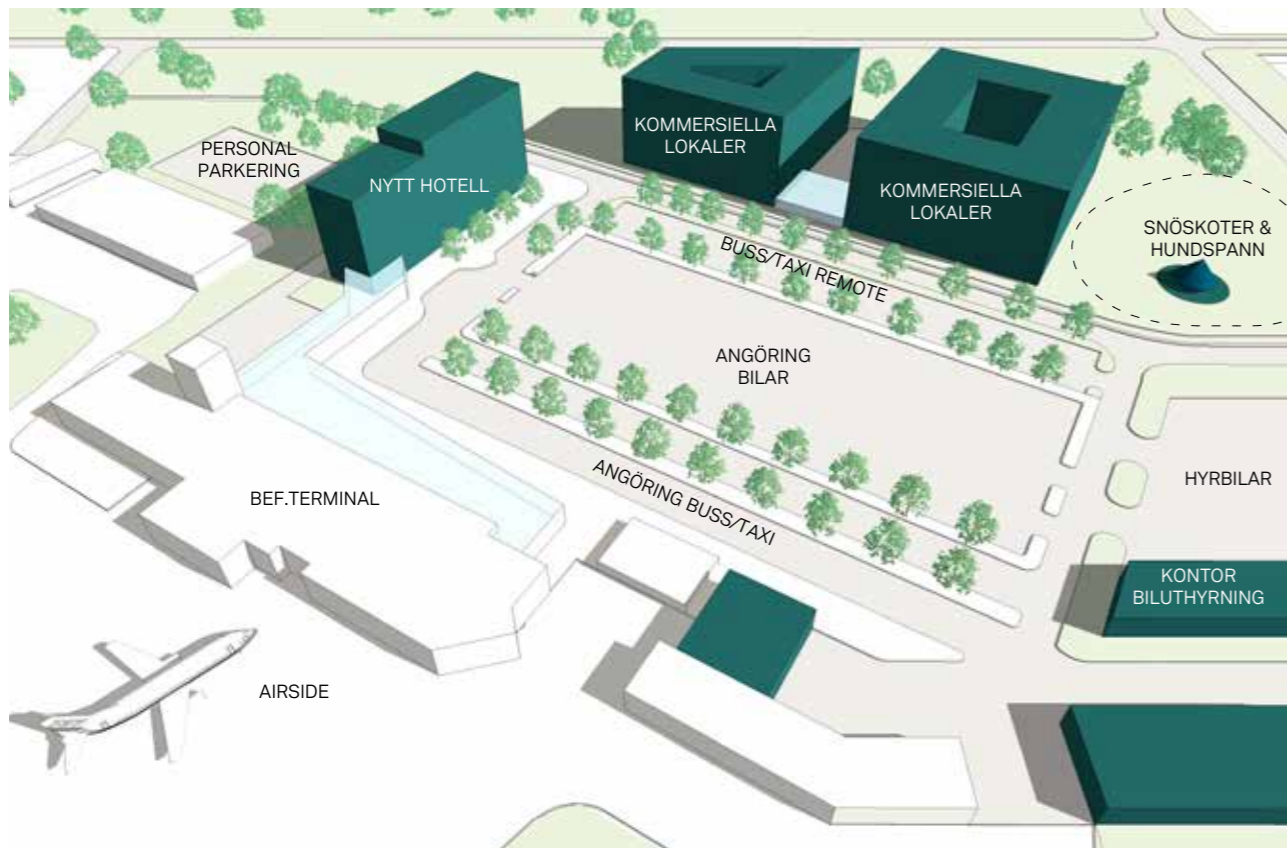 KOMMERSIELLA
LOKALER
PERSONAL
PARKERING
NYTT HOTELL
KOMMERSIELLA
LOKALER
SNÖSKOTER &
HUNDSPANN
BUSS/TAXI REMOTE
ANGÖRING
BILAR
ANGÖRING BUSS/TAXI
HYRBILAR
BEF.TERMINAL
KONTOR
BILUTHYRNING
AIRSIDE